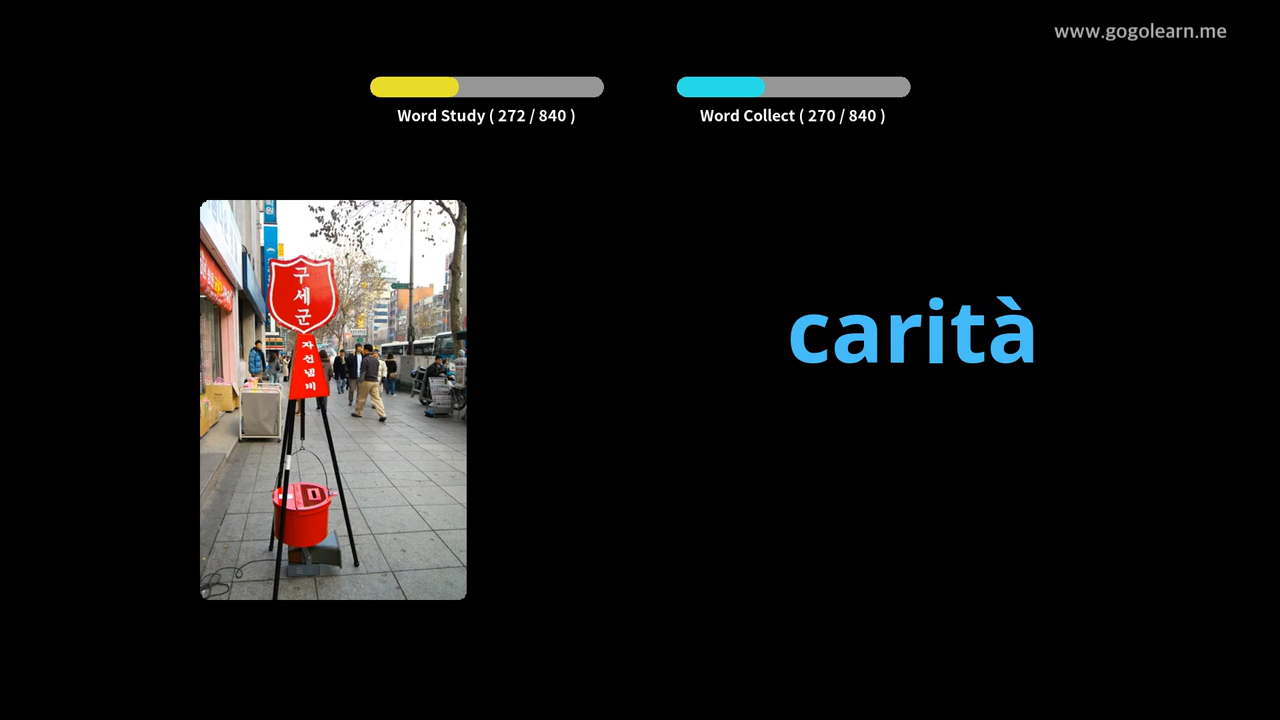 www.gogolearn.me
Word Study ( 272 / 840 )
Word Collect ( 270 / 840 )
구세군
자선냄비
carità